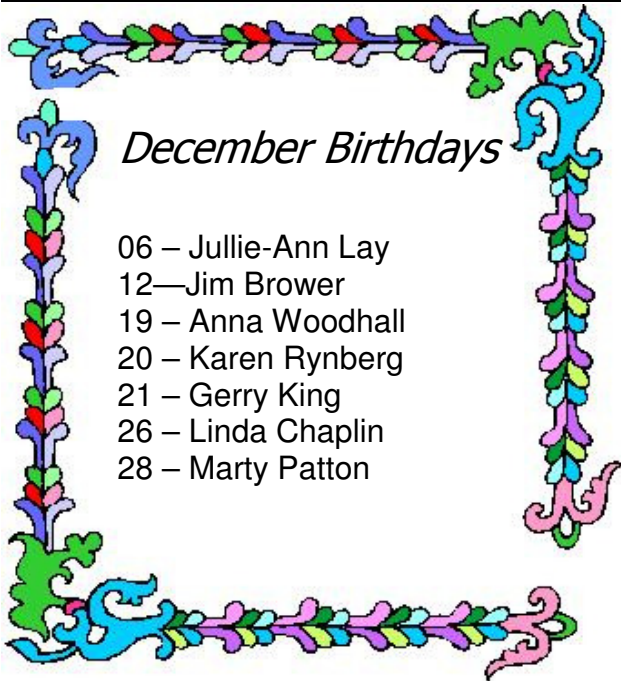 December Birthdays
06 – Jullie-Ann Lay
12—Jim Brower
19 – Anna Woodhall
20 – Karen Rynberg
21 – Gerry King
26 – Linda Chaplin
28 – Marty Patton